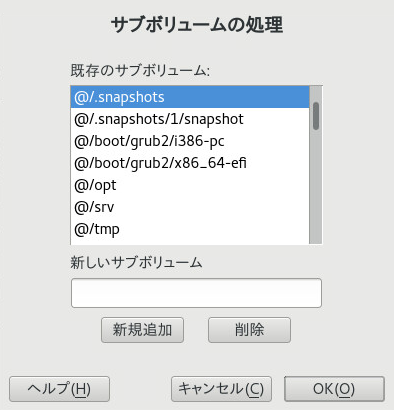 サブボリュームの処理
既存のサブボリューム:
@/.snapshots
@/.snapshots/1/snapshot
@/boot/grub2/i386-pc
@/boot/grub2/x86_64-efi
@/opt
@/srv
@/tmp
新しいサブボリューム
新規追加 削除
ヘルプ(H) キャンセル(C) OK(O)